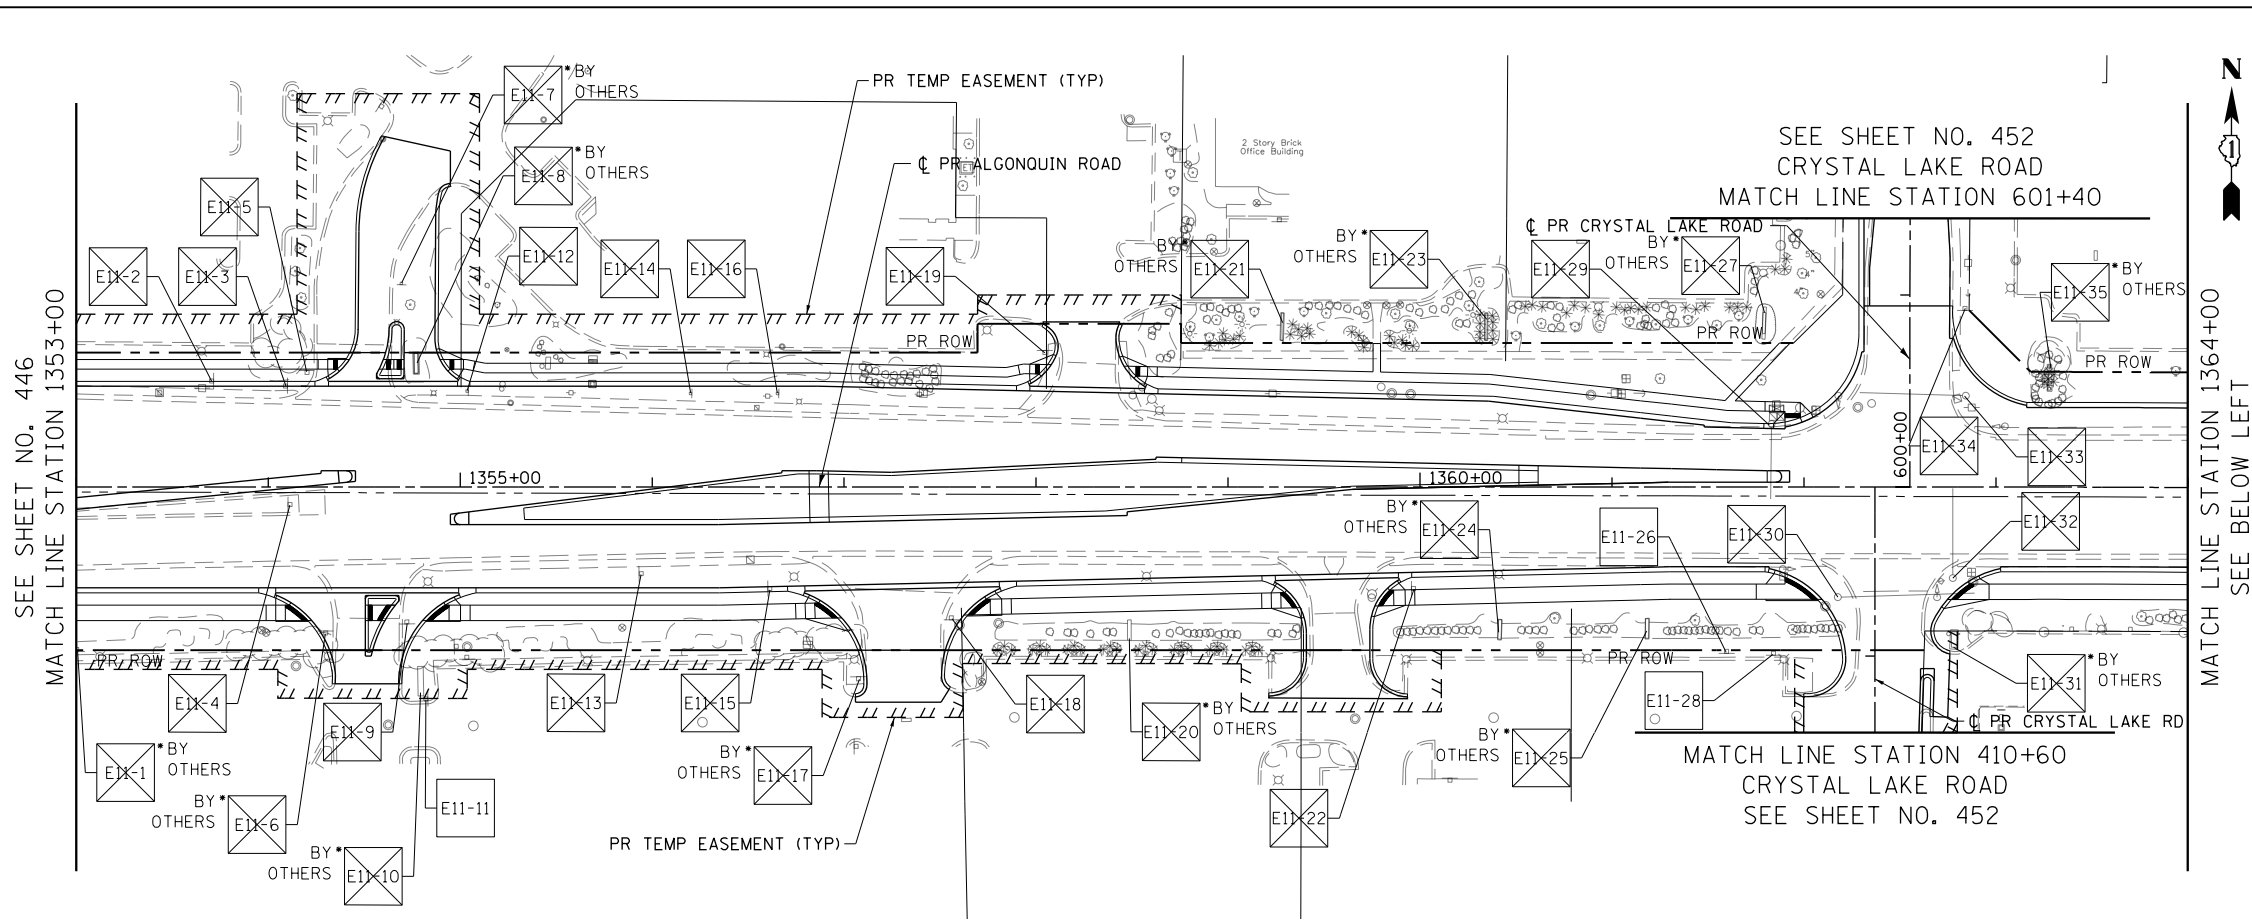 SEE SHEET NO. 446
MATCH LINE STATION 1353+00
E11-7
*BY
OTHERS
E11-8
*BY
OTHERS
PR TEMP EASEMENT (TYP)
℄ PR ALGONQUIN ROAD
2 Story Brick
Office Building
SEE SHEET NO. 452
CRYSTAL LAKE ROAD
MATCH LINE STATION 601+40
N
1
E11-5
E11-2
E11-3
E11-12
E11-14
E11-16
E11-19
BY*
OTHERS
E11-21
BY*
OTHERS
E11-23
℄ PR CRYSTAL LAKE ROAD
E11-29
BY*
OTHERS
E11-27
E11-35
*BY
OTHERS
PR ROW
PR ROW
PR ROW
600+00
E11-34
E11-33
1355+00
1360+00
BY*
OTHERS
E11-24
E11-26
E11-30
E11-32
PR ROW
PR ROW
E11-4
E11-9
E11-13
E11-15
E11-18
E11-20
*BY
OTHERS
E11-28
E11-31
*BY
OTHERS
℄ PR CRYSTAL LAKE RD
E11-1
*BY
OTHERS
BY*
OTHERS
E11-6
E11-11
BY*
OTHERS
E11-10
BY*
OTHERS
E11-17
PR TEMP EASEMENT (TYP)
E11-22
BY*
OTHERS
E11-25
MATCH LINE STATION 410+60
CRYSTAL LAKE ROAD
SEE SHEET NO. 452
MATCH LINE STATION 1364+00
SEE BELOW LEFT